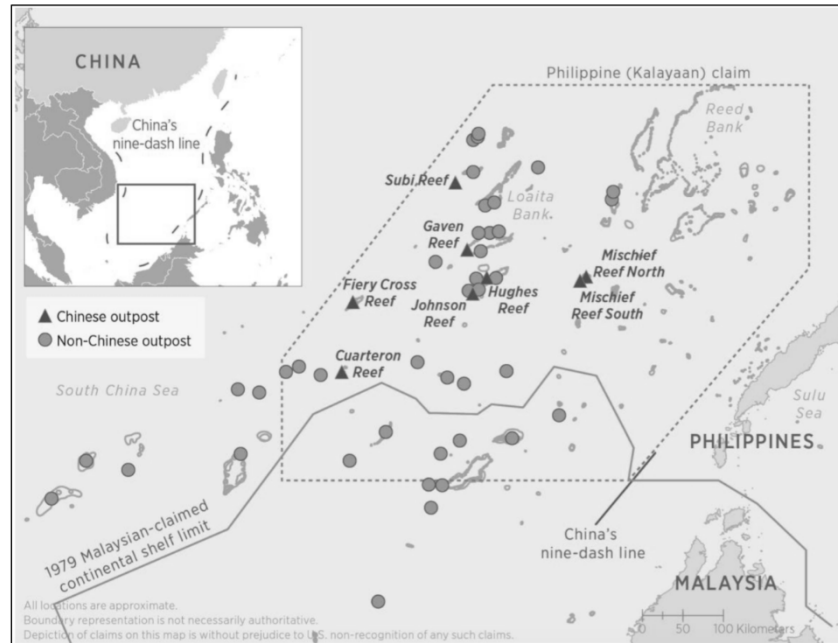 CHINA
China's
nine-dash line
Philippine (Kalayaan) claim
Reed
Bank
Subi Reef
Loaita
Bank
Gaven
Reef
Mischief
Reef North
Fiery Cross
Reef
Hughes
Reef
Johnson
Reef
Mischief
Reef South
Chinese outpost
Non-Chinese outpost
Cuarteron
Reef
South China Sea
Sulu
Sea
PHILIPPINES
China's
nine-dash line
1979 Malaysian-claimed
continental shelf limit
MALAYSIA
All locations are approximate.
Boundary representation is not necessarily authoritative.
Depiction of claims on this map is without prejudice to U.S. non-recognition of any such claims.
0 50 100 Kilometers